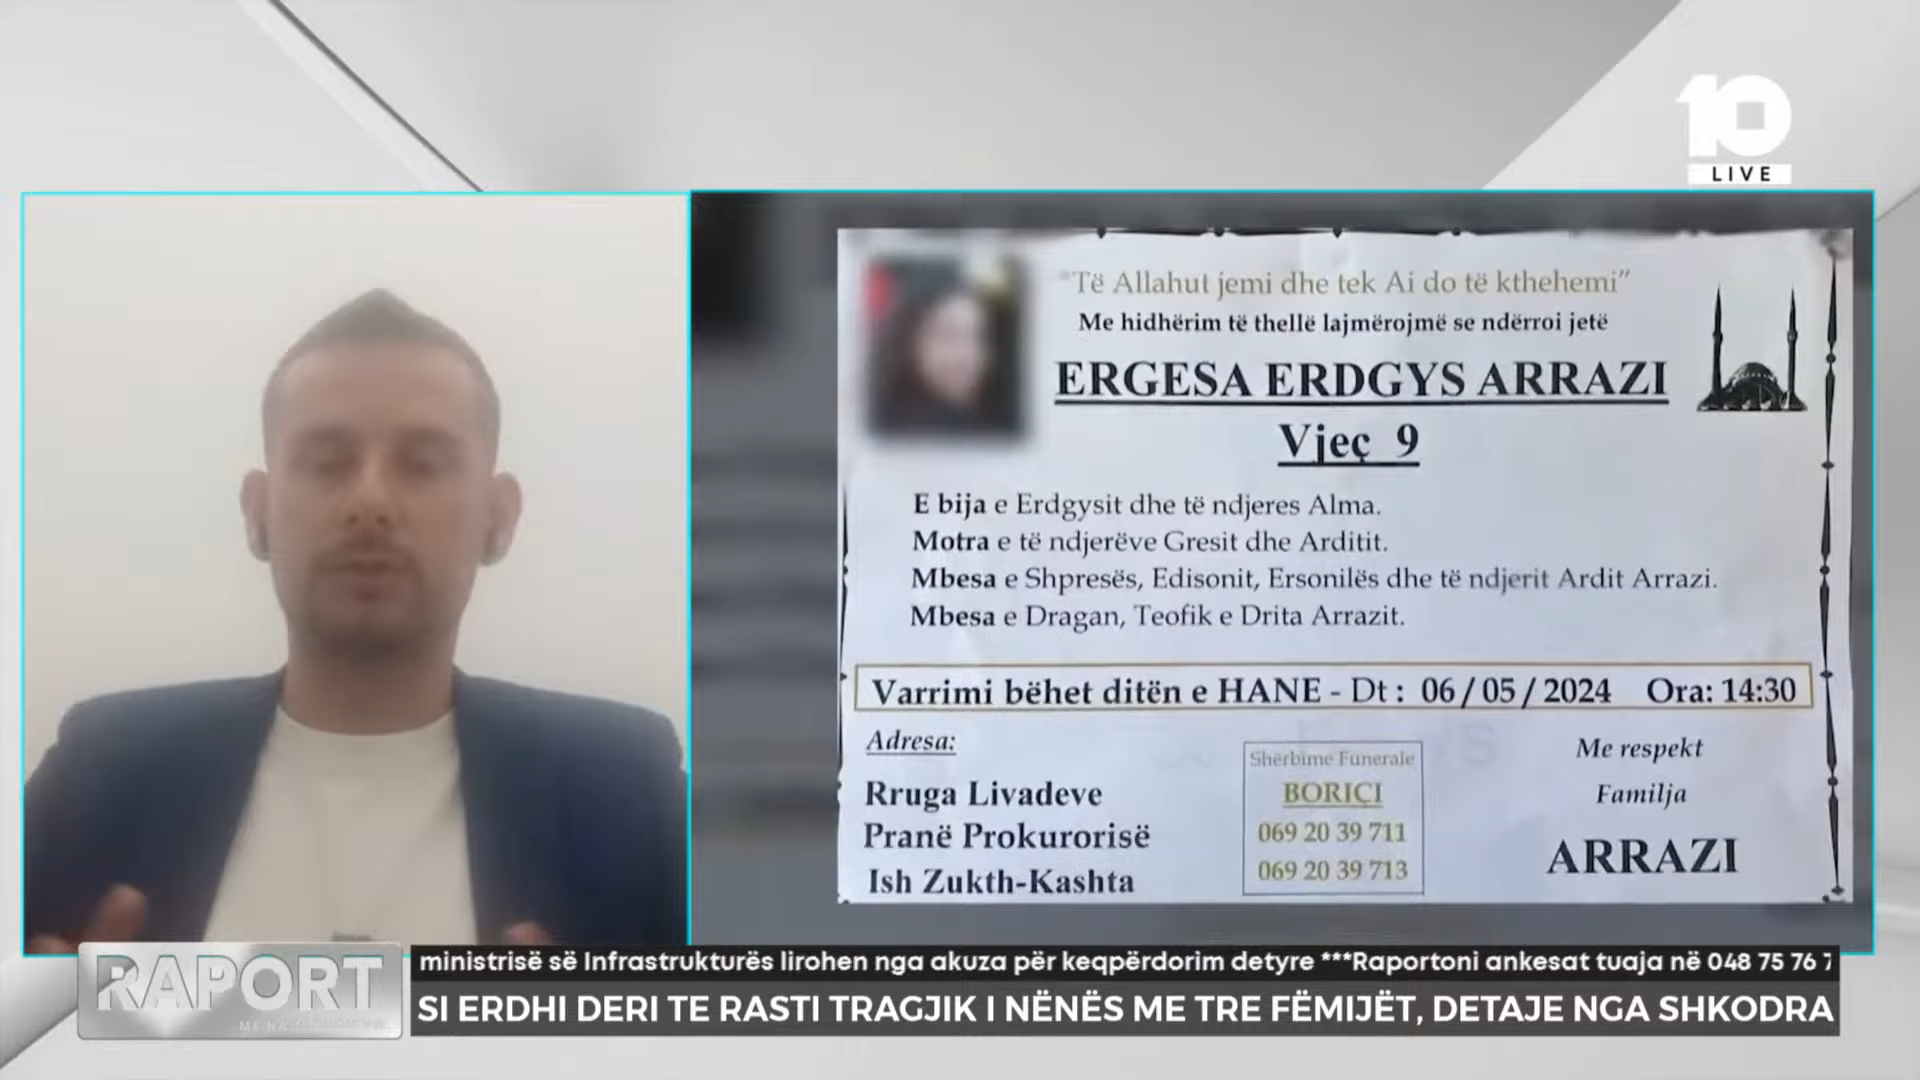 10
LIVE
"Të Allahut jemi dhe tek Ai do të kthehemi"
Me hidhërim të thellë lajmërojmë se ndërroi jetë
ERGESA ERDGYS ARRAZI
Vjeç 9
E bija e Erdgysit dhe të ndjeres Alma.
Motra e të ndjerëve Gresit dhe Arditit.
Mbesa e Shpresës, Edisonit, Ersonilës dhe të ndjerit Ardit Arrazi.
Mbesa e Dragan, Teofik e Drita Arrazit.
Varrimi bëhet ditën e HANE - Dt : 06/05/2024 Ora: 14:30
Adresa:
Rruga Livadeve
Pranë Prokurorisë
Ish Zukth-Kashta
Shërbime Funerale
BORIÇI
069 20 39 711
069 20 39 713
Me respekt
Familja
ARRAZI
RAPORT
ministrisë së Infrastrukturës lirohen nga akuza për keqpërdorim detyre ***Raportoni ankesat tuaja në 048 75 76 7
SI ERDHI DERI TE RASTI TRAGJIK I NËNËS ME TRE FËMIJËT, DETAJE NGA SHKODRA